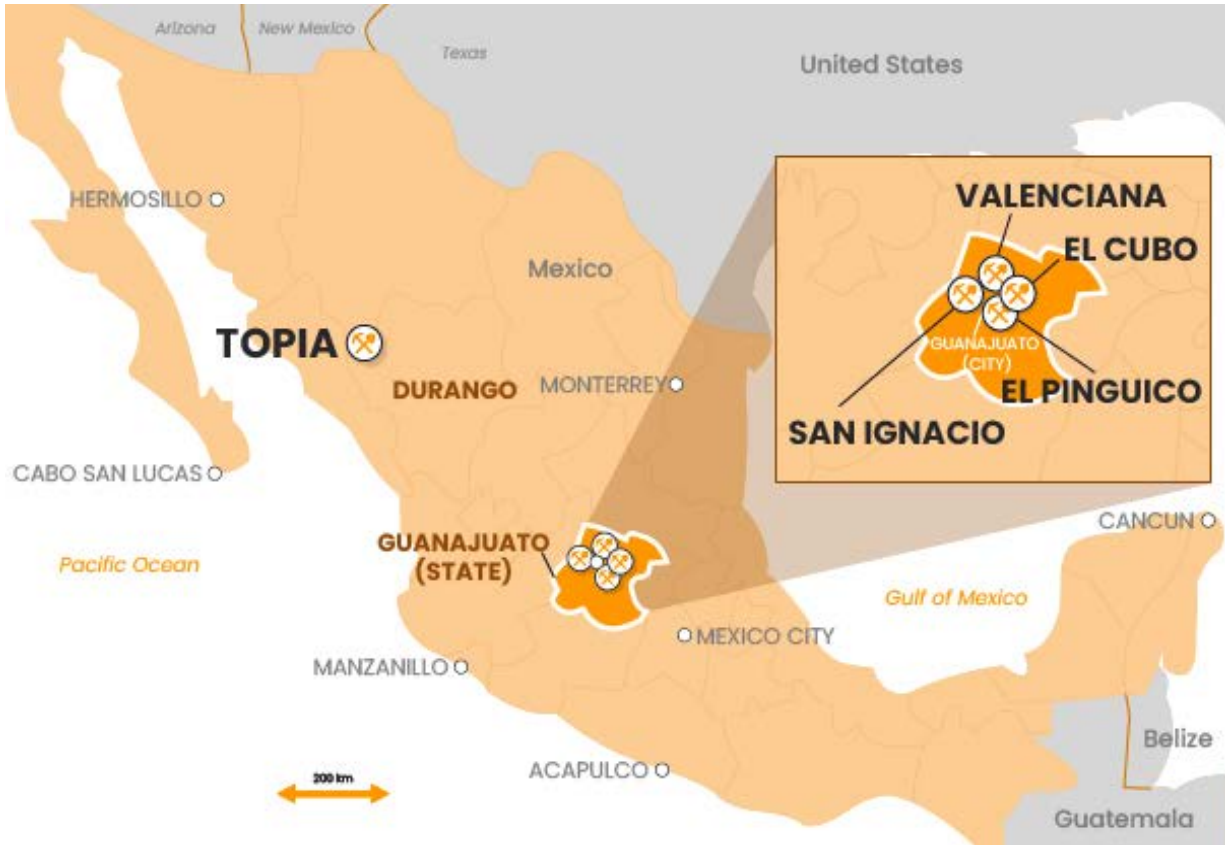 Arizona
New Mexico
Texas
United States
HERMOSILLO
Mexico
VALENCIANA
EL CUBO
GUANAJUATO
(CITY)
EL PINGUICO
SAN IGNACIO
TOPIA
DURANGO
MONTERREY
CABO SAN LUCAS
CANCUN
GUANAJUATO
(STATE)
Pacific Ocean
Gulf of Mexico
MEXICO CITY
MANZANILLO
ACAPULCO
200 km
Belize
Guatemala